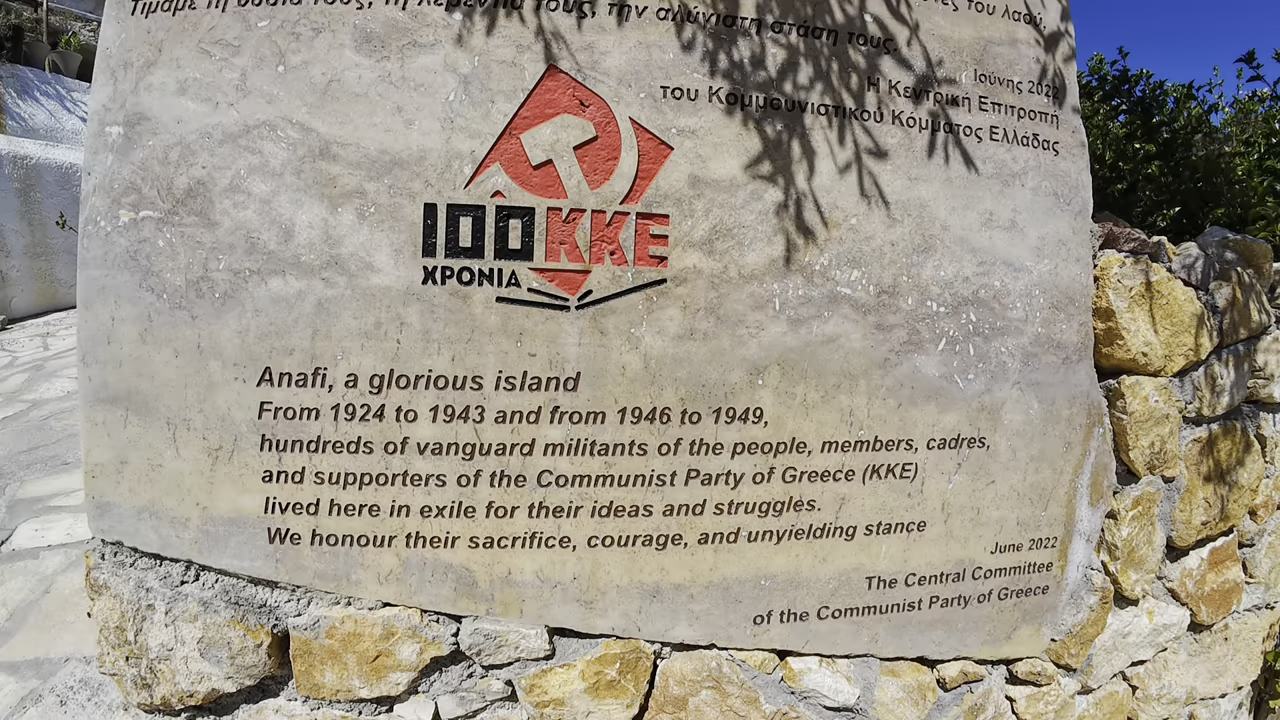 Τιμάμε τη θυσία τους, τη λεβεντιά τους, την αλύγιστη στάση τους.
του λαού,
Ιούνης 2022
Η Κεντρική Επιτροπή
του Κομμουνιστικού Κόμματος Ελλάδας
100 ΚΚΕ
ΧΡΟΝΙΑ
Anafi, a glorious island
From 1924 to 1943 and from 1946 to 1949,
hundreds of vanguard militants of the people, members, cadres,
and supporters of the Communist Party of Greece (KKE)
lived here in exile for their ideas and struggles.
We honour their sacrifice, courage, and unyielding stance
June 2022
The Central Committee
of the Communist Party of Greece